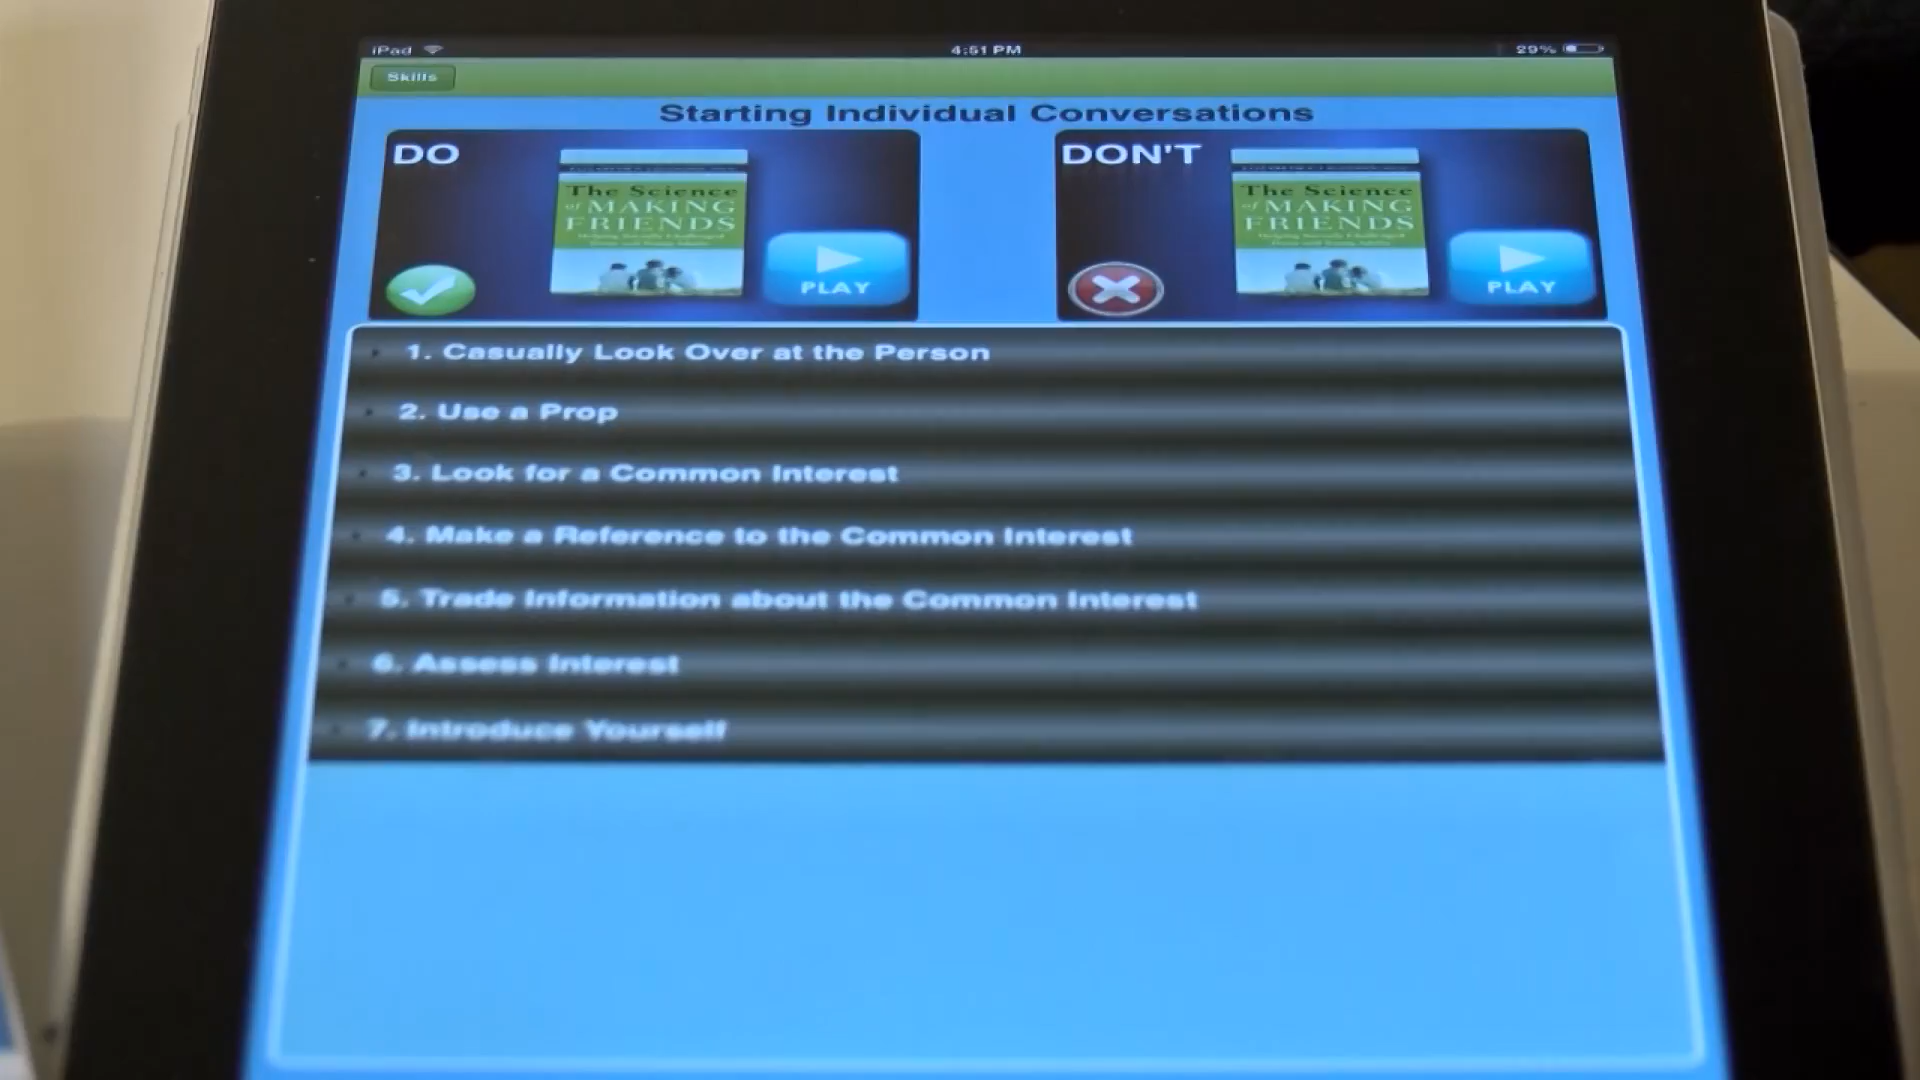 iPad
4:51 PM
29%
Skills
Starting Individual Conversations
DO
The Science
of MAKING
FRIENDS
PLAY
DON'T
The Science
of MAKING
FRIENDS
PLAY
1. Casually Look Over at the Person
2. Use a Prop
3. Look for a Common Interest
4. Make a Reference to the Common Interest
5. Trade Information about the Common Interest
6. Assess Interest
7. Introduce Yourself